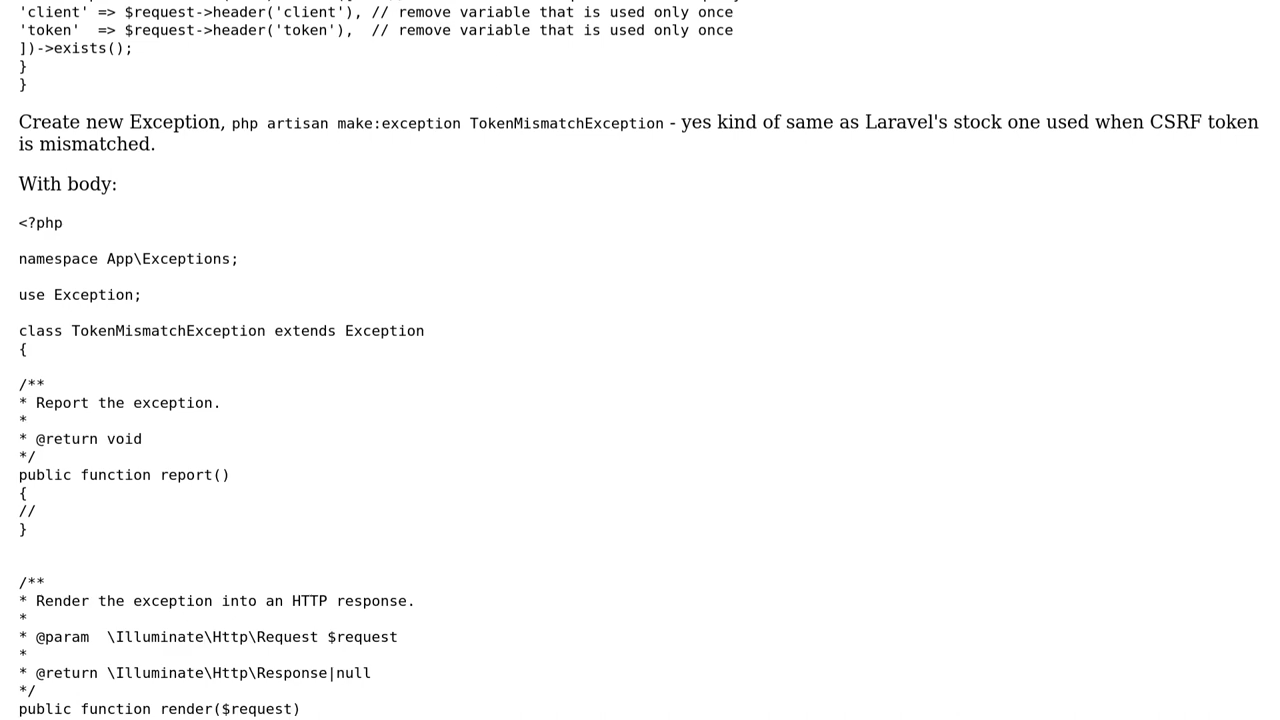 'client' => $request->header('client'), // remove variable that is used only once
'token'  => $request->header('token'),  // remove variable that is used only once
])->exists();
}
}
Create new Exception, php artisan make:exception TokenMismatchException - yes kind of same as Laravel's stock one used when CSRF token
is mismatched.
With body:
<?php
namespace App\Exceptions;
use Exception;
class TokenMismatchException extends Exception
{
/**
* Report the exception.
*
* @return void
*/
public function report()
{
//
}
/**
* Render the exception into an HTTP response.
*
* @param  \Illuminate\Http\Request $request
*
* @return \Illuminate\Http\Response|null
*/
public function render($request)